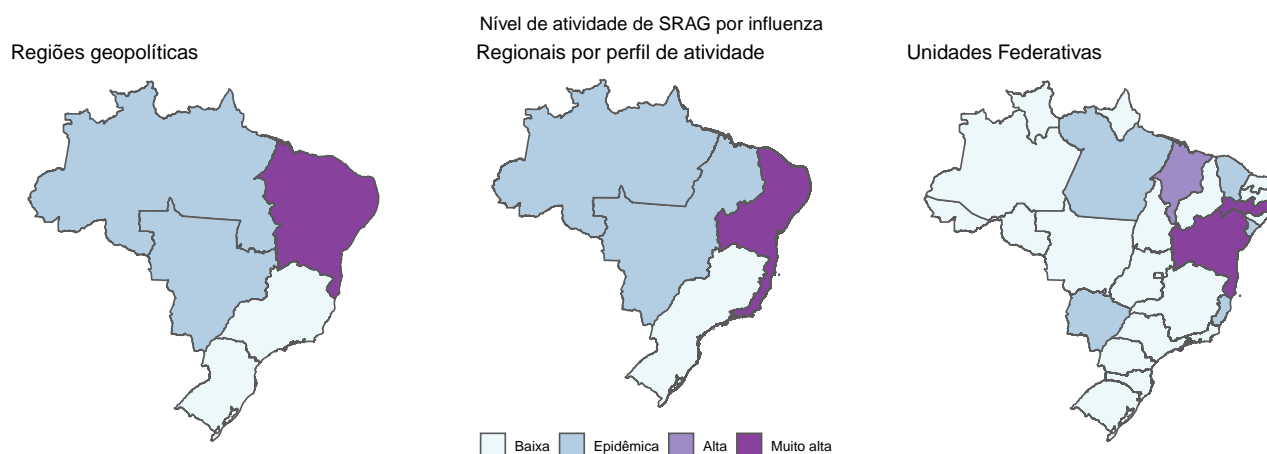 Nível de atividade de SRAG por influenza
Regiões geopolíticas
Regionais por perfil de atividade
Unidades Federativas
Baixa
Epidêmica
Alta
Muito alta